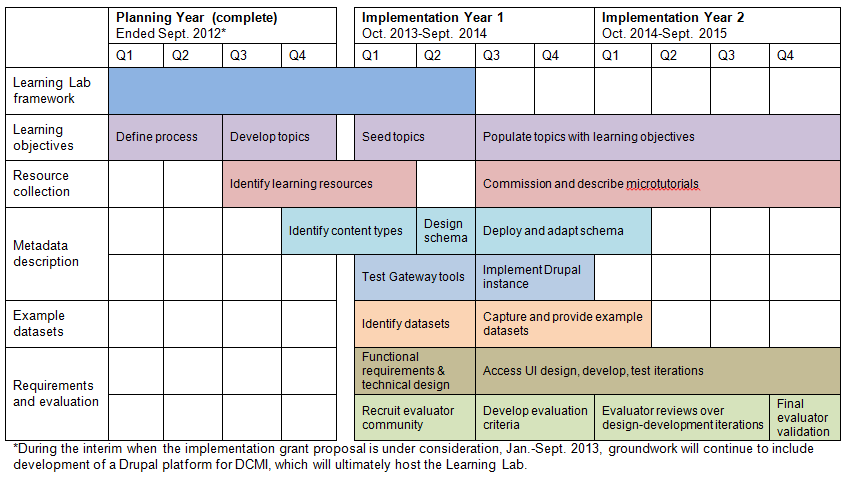 Planning Year (complete)
Ended Sept. 2012*
Implementation Year 1
Oct. 2013-Sept. 2014
Implementation Year 2
Oct. 2014-Sept. 2015
Q1 Q2 Q3 Q4 Q1 Q2 Q3 Q4 Q1 Q2 Q3 Q4
Learning Lab
framework
Learning
objectives
Define process
Develop topics
Seed topics
Populate topics with learning objectives
Resource
collection
Identify learning resources
Commission and describe microtutorials
Metadata
description
Identify content types
Design
schema
Deploy and adapt schema
Test Gateway tools
Implement Drupal
instance
Example
datasets
Identify datasets
Capture and provide example
datasets
Requirements
and evaluation
Functional
requirements &
technical design
Access UI design, develop, test iterations
Recruit evaluator
community
Develop evaluation
criteria
Evaluator reviews over
design-development iterations
Final
evaluator
validation
*During the interim when the implementation grant proposal is under consideration, Jan.-Sept. 2013, groundwork will continue to include
development of a Drupal platform for DCMI, which will ultimately host the Learning Lab.